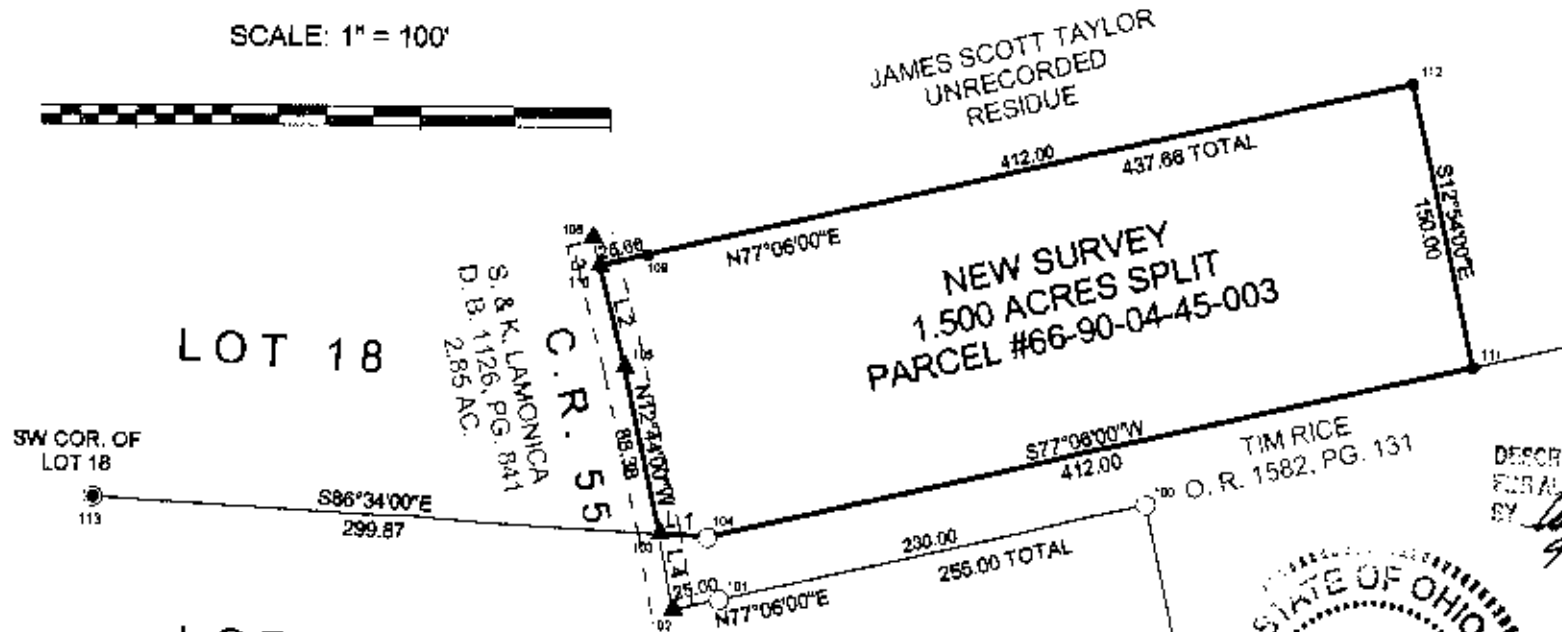 SCALE: 1" = 100'
JAMES SCOTT TAYLOR
UNRECORDED
RESIDUE
112
412.00
437.66 TOTAL
S12°54'00"E
150.00
108
L3
25.66
109
N77°06'00"E
NEW SURVEY
1.500 ACRES SPLIT
PARCEL #66-90-04-45-003
S. & K. LAMONICA
D. B. 1126, PG. 841
2.85 AC.
C.R. 55
L2
N12°44'00"W
88.38
LOT 18
SW COR. OF
LOT 18
113
S86°34'00"E
299.87
103
L1
104
S77°06'00"W
412.00
111
TIM RICE
O. R. 1582, PG. 131
100
230.00
255.00 TOTAL
L4
25.00
101
102
N77°06'00"E
BY
STATE OF OHIO
LOT